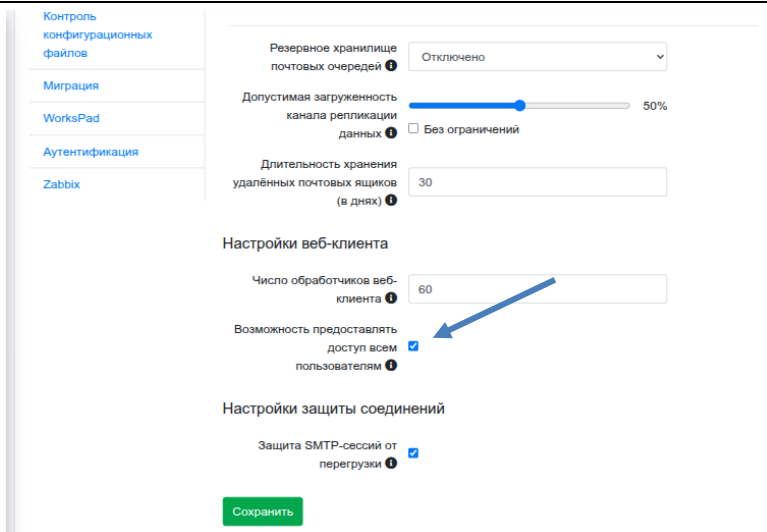 Контроль
конфигурационных
файлов
Миграция
WorksPad
Аутентификация
Zabbix
Резервное хранилище
почтовых очередей
Отключено
Допустимая загруженность
канала репликации
данных
50%
Без ограничений
Длительность хранения
удалённых почтовых ящиков
(в днях)
30
Настройки веб-клиента
Число обработчиков веб-
клиента
60
Возможность предоставлять
доступ всем
пользователям
Настройки защиты соединений
Защита SMTP-сессий от
перегрузки
Сохранить